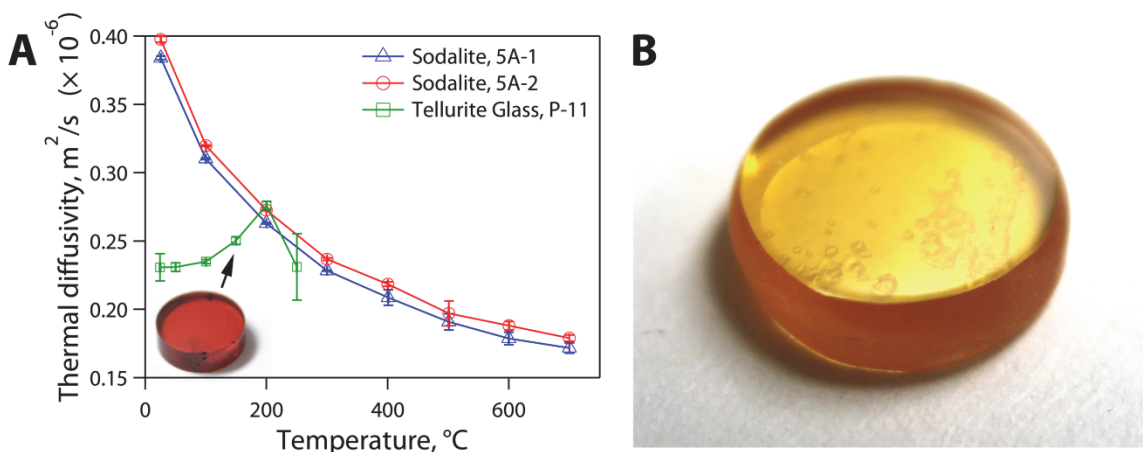 A
B
Thermal diffusivity, m²/s (× 10⁻⁶)
0.40
0.35
0.30
0.25
0.20
0.15
Sodalite, 5A-1
Sodalite, 5A-2
Tellurite Glass, P-11
0 200 400 600
Temperature, °C